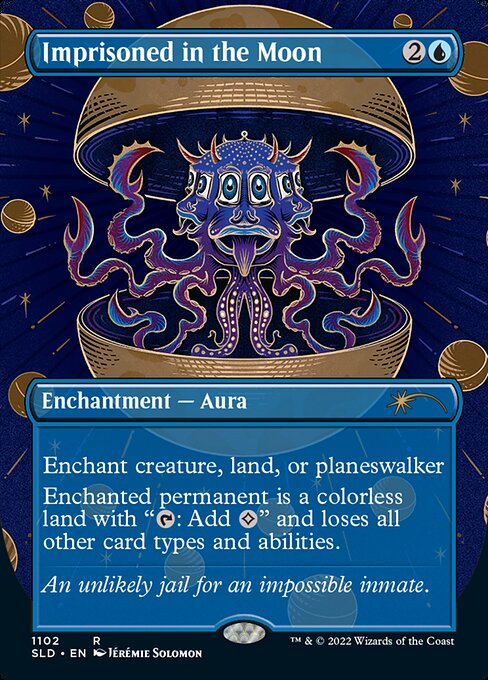 Imprisoned in the Moon 2
Enchantment — Aura
Enchant creature, land, or planeswalker
Enchanted permanent is a colorless
land with “: Add ” and loses all
other card types and abilities.
An unlikely jail for an impossible inmate.
1102 R
SLD • EN Jérémie Solomon
™ & © 2022 Wizards of the Coast